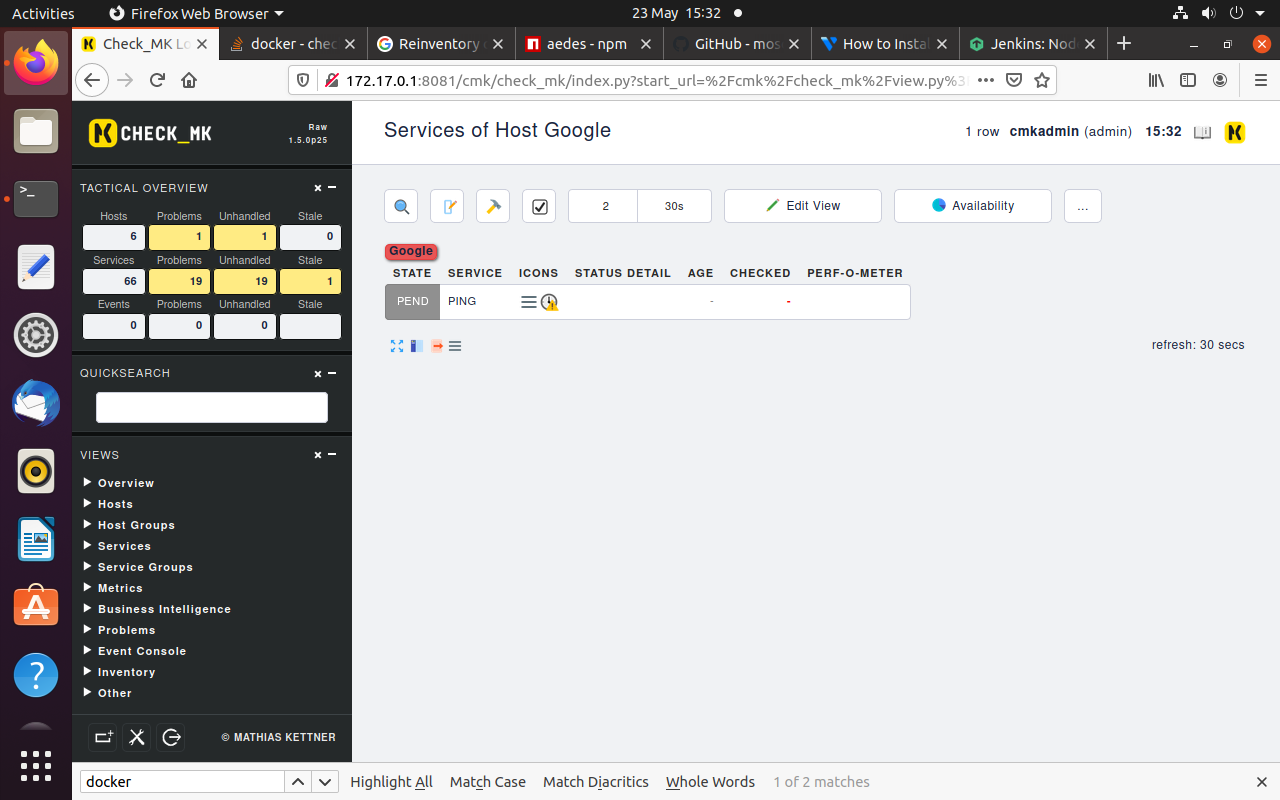 Activities
Firefox Web Browser
23 May 15:32
Check_MK Lo
docker - chec
Reinventory
aedes - npm
GitHub - mos
How to Instal
Jenkins: Nod
172.17.0.1:8081/cmk/check_mk/index.py?start_url=%2Fcmk%2Fcheck_mk%2Fview.py%3
CHECK_MK
Raw
1.5.0p25
Services of Host Google
1 row cmkadmin (admin) 15:32
TACTICAL OVERVIEW
Hosts Problems Unhandled Stale
6 1 1 0
Services Problems Unhandled Stale
66 19 19 1
Events Problems Unhandled Stale
0 0 0
2
30s
Edit View
Availability
...
Google
STATE SERVICE ICONS STATUS DETAIL AGE CHECKED PERF-O-METER
PEND PING - -
refresh: 30 secs
QUICKSEARCH
VIEWS
Overview
Hosts
Host Groups
Services
Service Groups
Metrics
Business Intelligence
Problems
Event Console
Inventory
Other
© MATHIAS KETTNER
docker
Highlight All
Match Case
Match Diacritics
Whole Words
1 of 2 matches